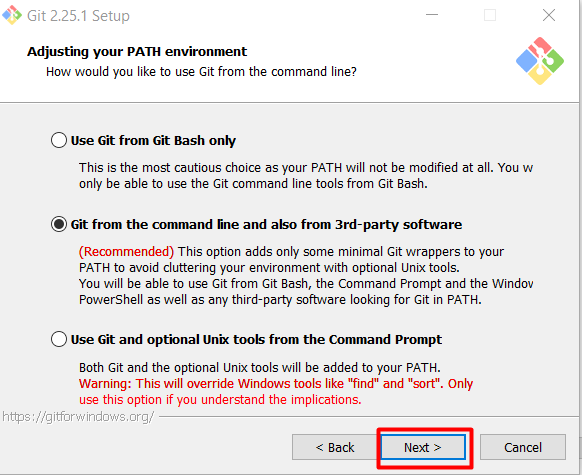 Git 2.25.1 Setup
Adjusting your PATH environment
How would you like to use Git from the command line?
Use Git from Git Bash only
This is the most cautious choice as your PATH will not be modified at all. You w
only be able to use the Git command line tools from Git Bash.
Git from the command line and also from 3rd-party software
(Recommended) This option adds only some minimal Git wrappers to your
PATH to avoid cluttering your environment with optional Unix tools.
You will be able to use Git from Git Bash, the Command Prompt and the Window
PowerShell as well as any third-party software looking for Git in PATH.
Use Git and optional Unix tools from the Command Prompt
Both Git and the optional Unix tools will be added to your PATH.
Warning: This will override Windows tools like "find" and "sort". Only
use this option if you understand the implications.
https://gitforwindows.org/
< Back Next > Cancel